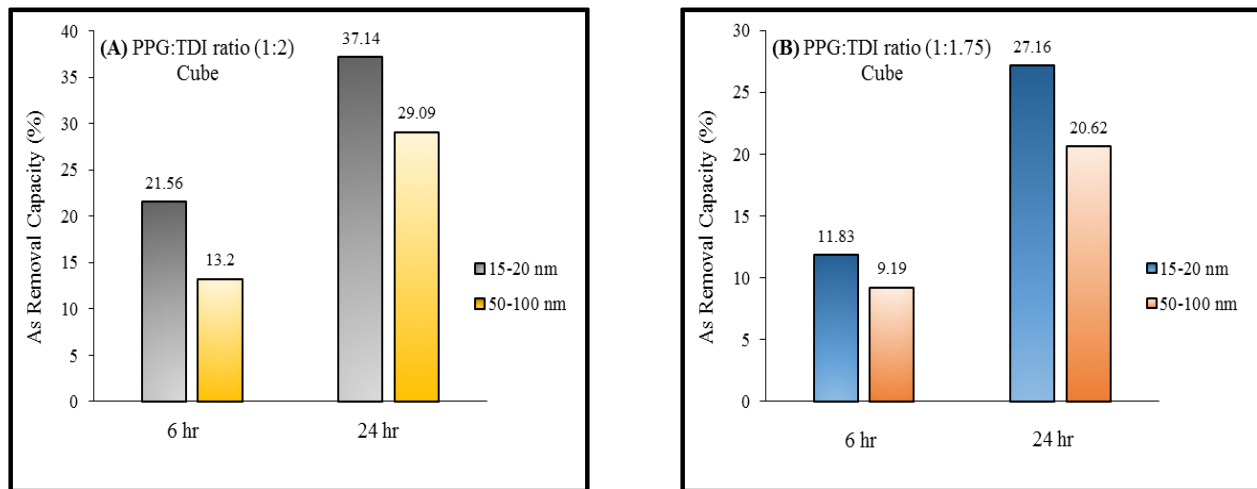 (A) PPG:TDI ratio (1:2)
Cube
As Removal Capacity (%)
40
35
30
25
20
15
10
5
0
21.56
13.2
37.14
29.09
6 hr
24 hr
15-20 nm
50-100 nm
(B) PPG:TDI ratio (1:1.75)
Cube
As Removal Capacity (%)
30
25
20
15
10
5
0
11.83
9.19
27.16
20.62
6 hr
24 hr
15-20 nm
50-100 nm